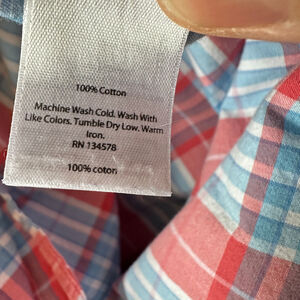 100% Cotton
Machine Wash Cold. Wash With
Like Colors. Tumble Dry Low. Warm
Iron.
RN 134578
100% coton